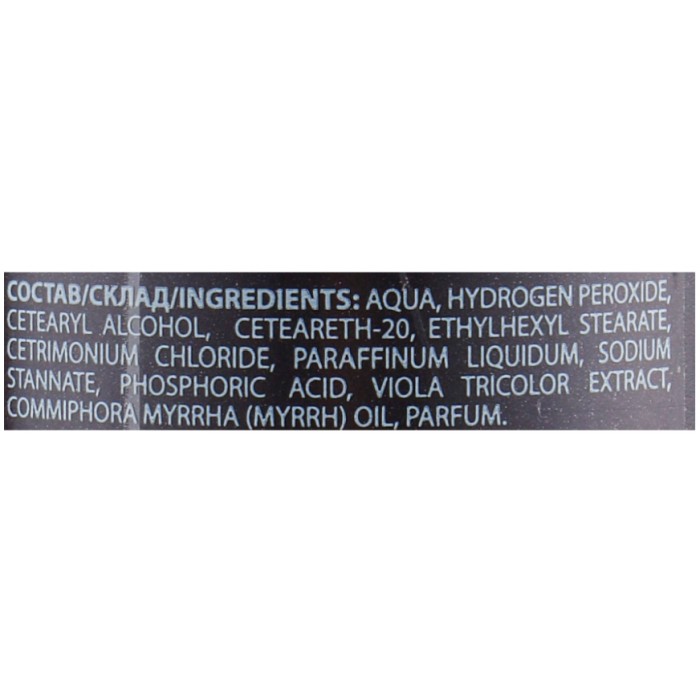 СОСТАВ/СКЛАД/INGREDIENTS: AQUA, HYDROGEN PEROXIDE,
CETEARYL ALCOHOL, CETEARETH-20, ETHYLHEXYL STEARATE,
CETRIMONIUM CHLORIDE, PARAFFINUM LIQUIDUM, SODIUM
STANNATE, PHOSPHORIC ACID, VIOLA TRICOLOR EXTRACT,
COMMIPHORA MYRRHA (MYRRH) OIL, PARFUM.